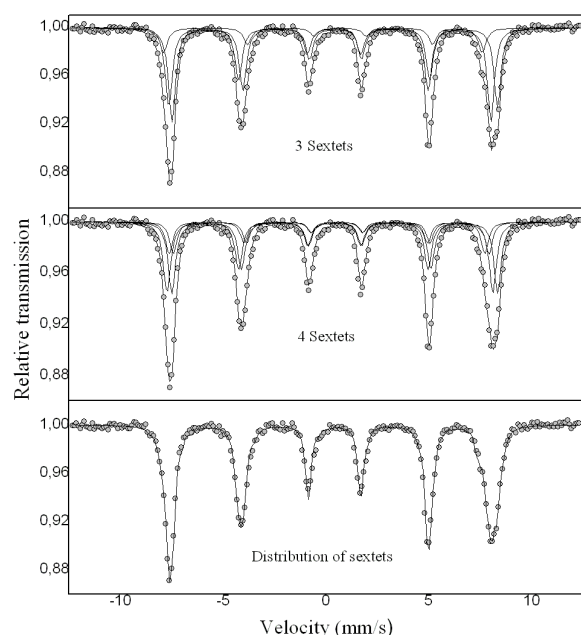 1,00
0,96
0,92
0,88
3 Sextets
1,00
0,96
0,92
0,88
4 Sextets
1,00
0,96
0,92
0,88
Distribution of sextets
Relative transmission
-10 -5 0 5 10
Velocity (mm/s)